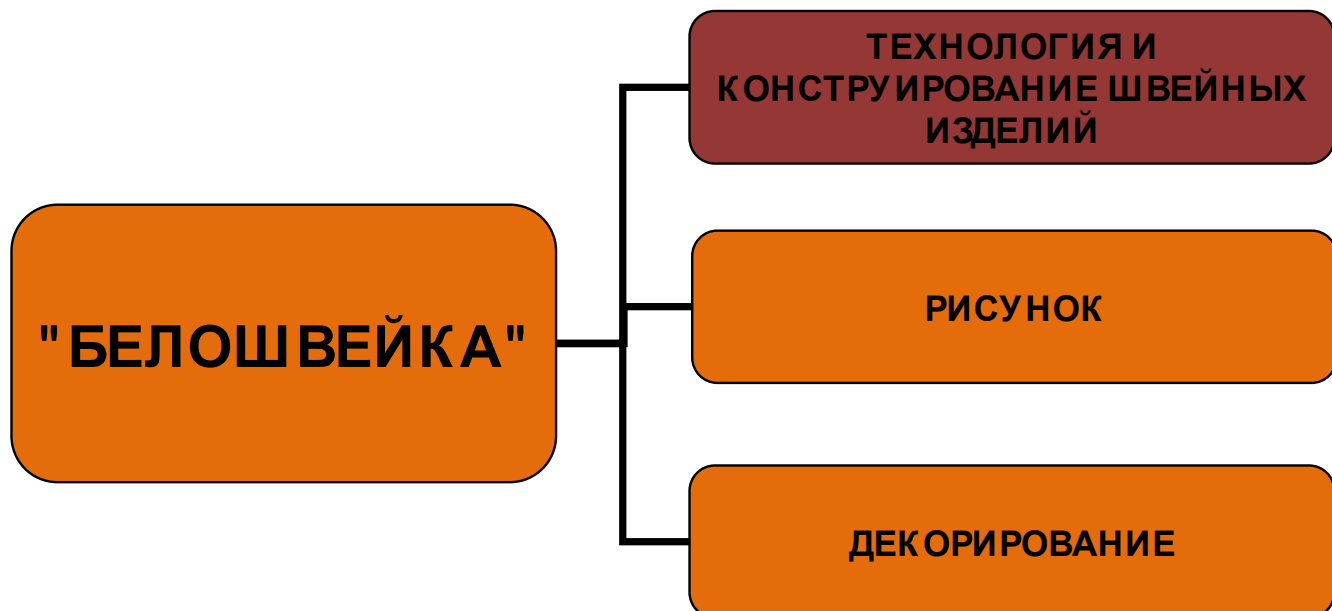 ТЕХНОЛОГИЯ И
КОНСТРУИРОВАНИЕ ШВЕЙНЫХ
ИЗДЕЛИЙ
"БЕЛОШВЕЙКА"
РИСУНОК
ДЕКОРИРОВАНИЕ